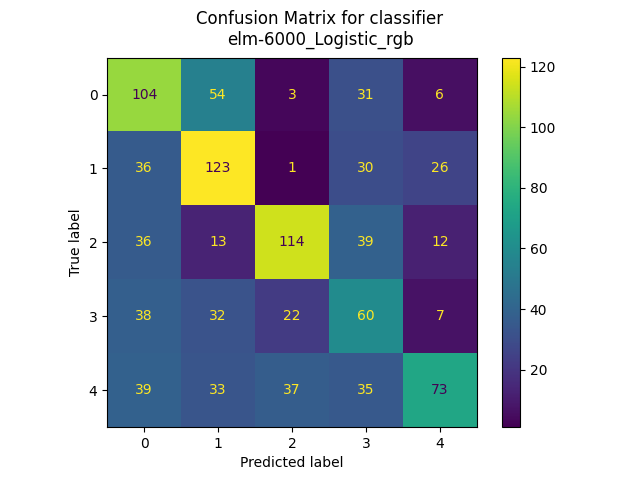 Confusion Matrix for classifier
elm-6000_Logistic_rgb
True label
0 104 54 3 31 6
1 36 123 1 30 26
2 36 13 114 39 12
3 38 32 22 60 7
4 39 33 37 35 73
0 1 2 3 4
Predicted label
120
100
80
60
40
20